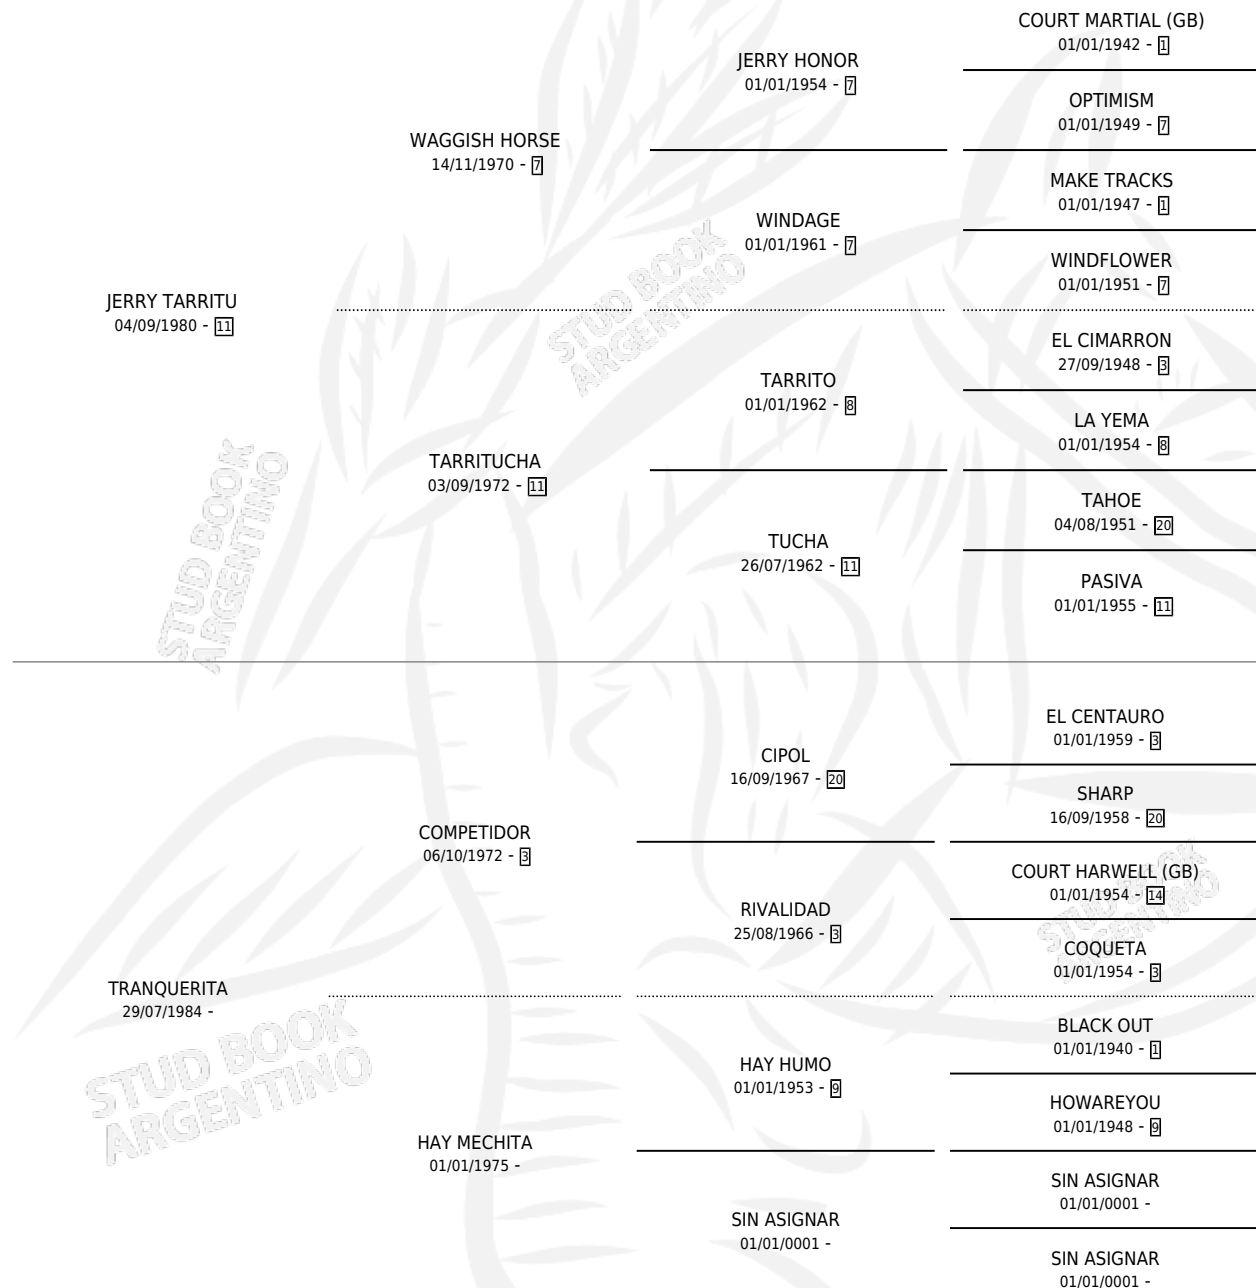 COURT MARTIAL (GB)
01/01/1942 - 1
JERRY HONOR
01/01/1954 - 7
OPTIMISM
01/01/1949 - 7
WAGGISH HORSE
14/11/1970 - 7
MAKE TRACKS
01/01/1947 - 1
WINDAGE
01/01/1961 - 7
WINDFLOWER
01/01/1951 - 7
JERRY TARRITU
04/09/1980 - 11
EL CIMARRON
27/09/1948 - 3
TARRITO
01/01/1962 - 8
LA YEMA
01/01/1954 - 8
TARRITUCHA
03/09/1972 - 11
TAHOE
04/08/1951 - 20
TUCHA
26/07/1962 - 11
PASIVA
01/01/1955 - 11
EL CENTAURO
01/01/1959 - 3
CIPOL
16/09/1967 - 20
SHARP
16/09/1958 - 20
COMPETIDOR
06/10/1972 - 3
COURT HARWELL (GB)
01/01/1954 - 14
RIVALIDAD
25/08/1966 - 3
COQUETA
01/01/1954 - 3
TRANQUERITA
29/07/1984 -
BLACK OUT
01/01/1940 - 1
HAY HUMO
01/01/1953 - 9
HOWAREYOU
01/01/1948 - 9
HAY MECHITA
01/01/1975 -
SIN ASIGNAR
01/01/0001 -
SIN ASIGNAR
01/01/0001 -
SIN ASIGNAR
01/01/0001 -
STUD BOOK
ARGENTINO
STUD BOOK
ARGENTINO
STUD BOOK
ARGENTINO
STUD BOOK
ARGENTINO